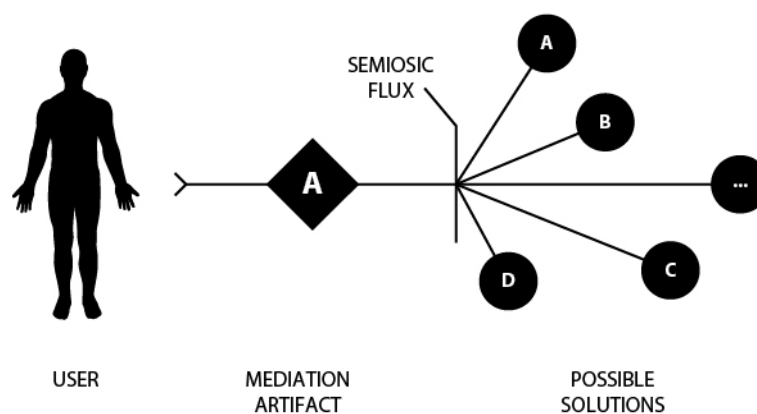 SEMIOSIC
FLUX
A
A
B
...
C
D
USER
MEDIATION
ARTIFACT
POSSIBLE
SOLUTIONS